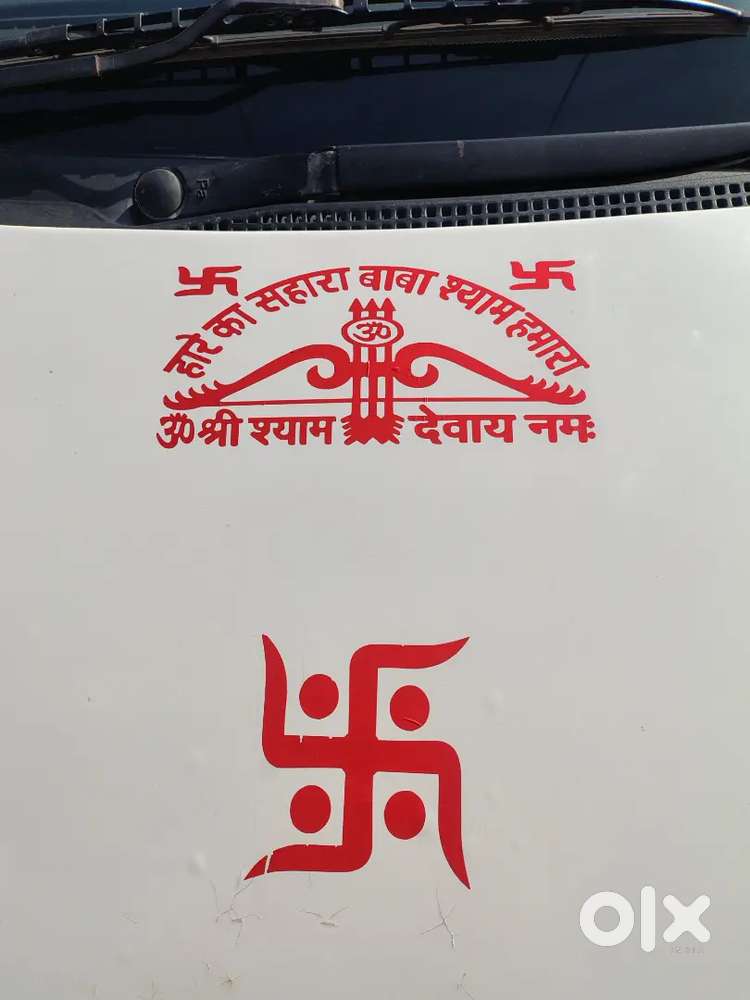 हारे का सहारा बाबा श्याम हमारा
ॐ
ॐ श्री श्याम देवाय नमः
olx